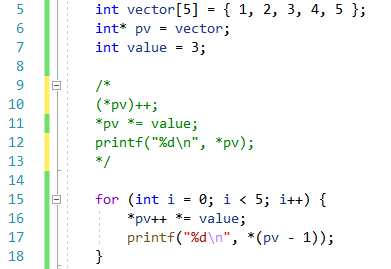 5 int vector[5] = { 1, 2, 3, 4, 5 };
6 int* pv = vector;
7 int value = 3;
8
9 /*
10 (*pv)++;
11 *pv *= value;
12 printf("%d\n", *pv);
13 */
14
15 for (int i = 0; i < 5; i++) {
16 *pv++ *= value;
17 printf("%d\n", *(pv - 1));
18 }